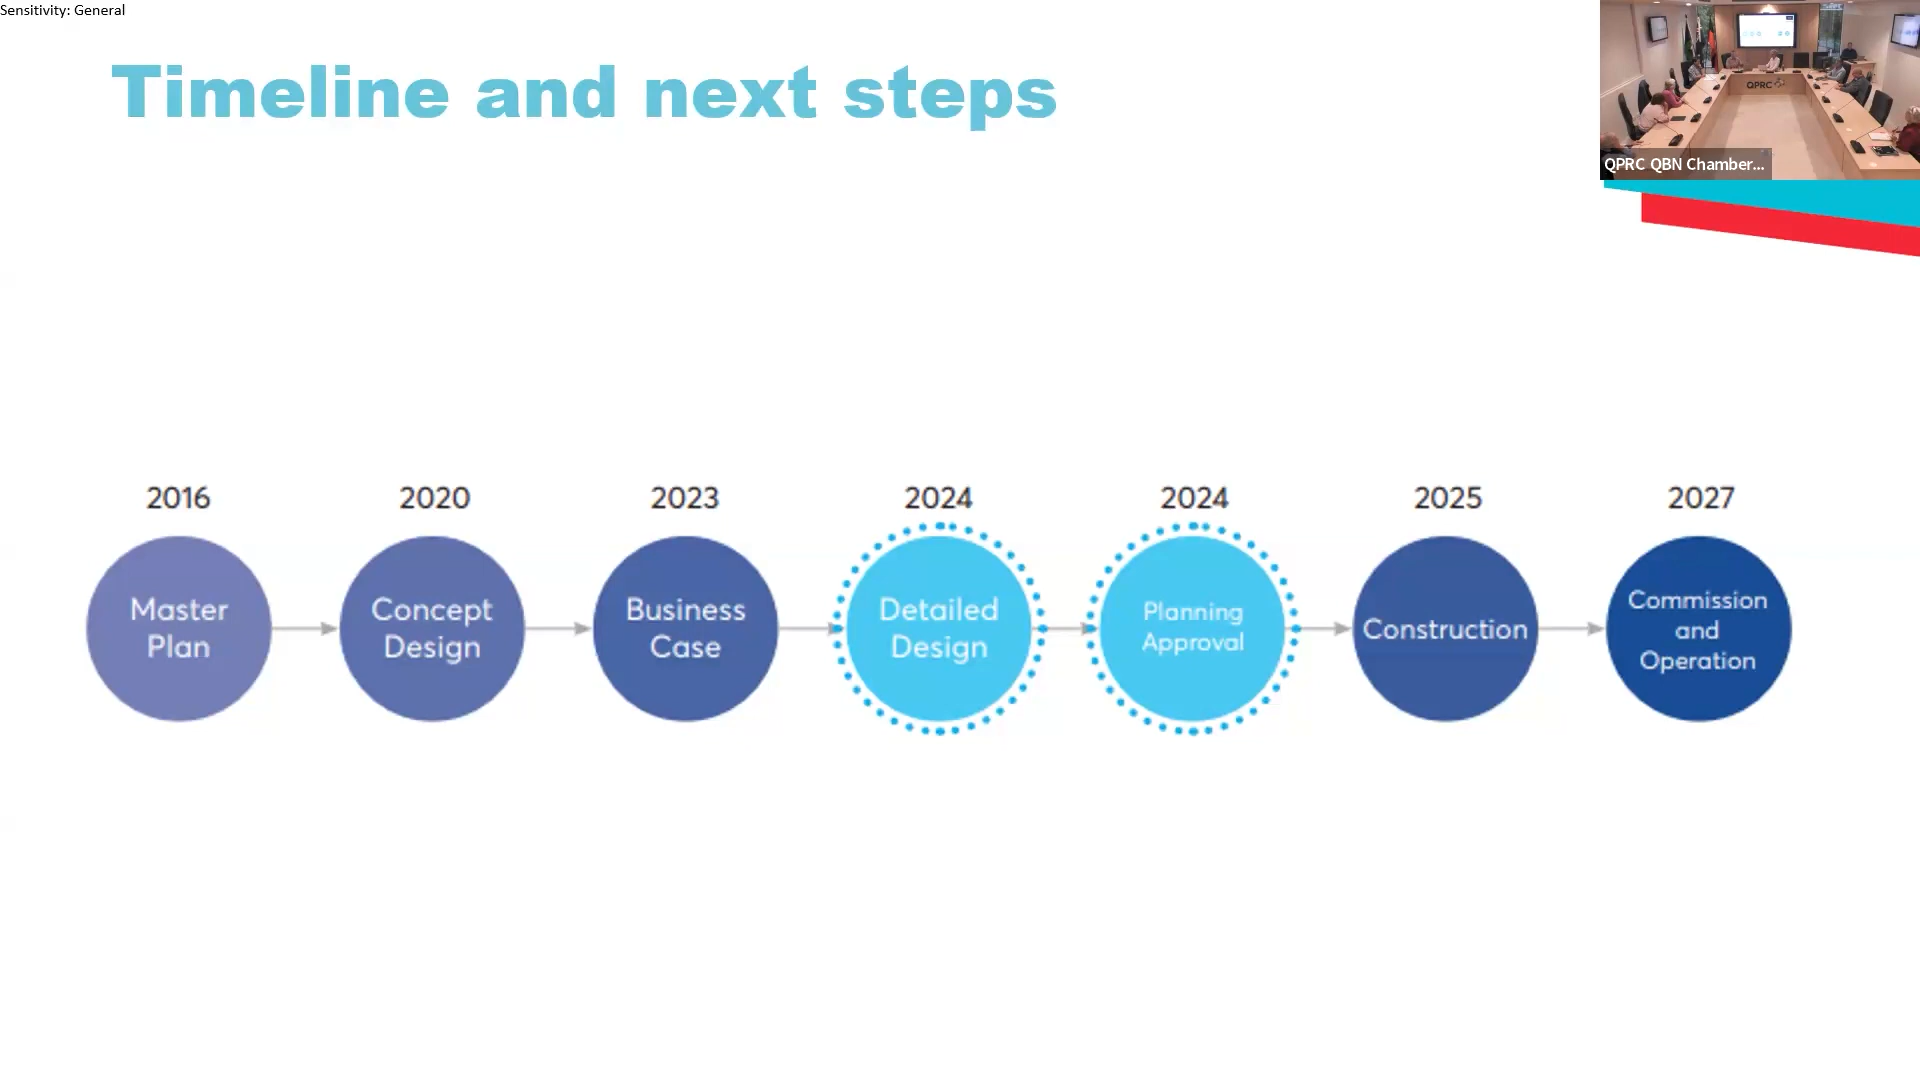 Sensitivity: General
Timeline and next steps
QPRC
QPRC QBN Chamber...
2016
2020
2023
2024
2024
2025
2027
Master
Plan
Concept
Design
Business
Case
Detailed
Design
Planning
Approval
Construction
Commission
and
Operation